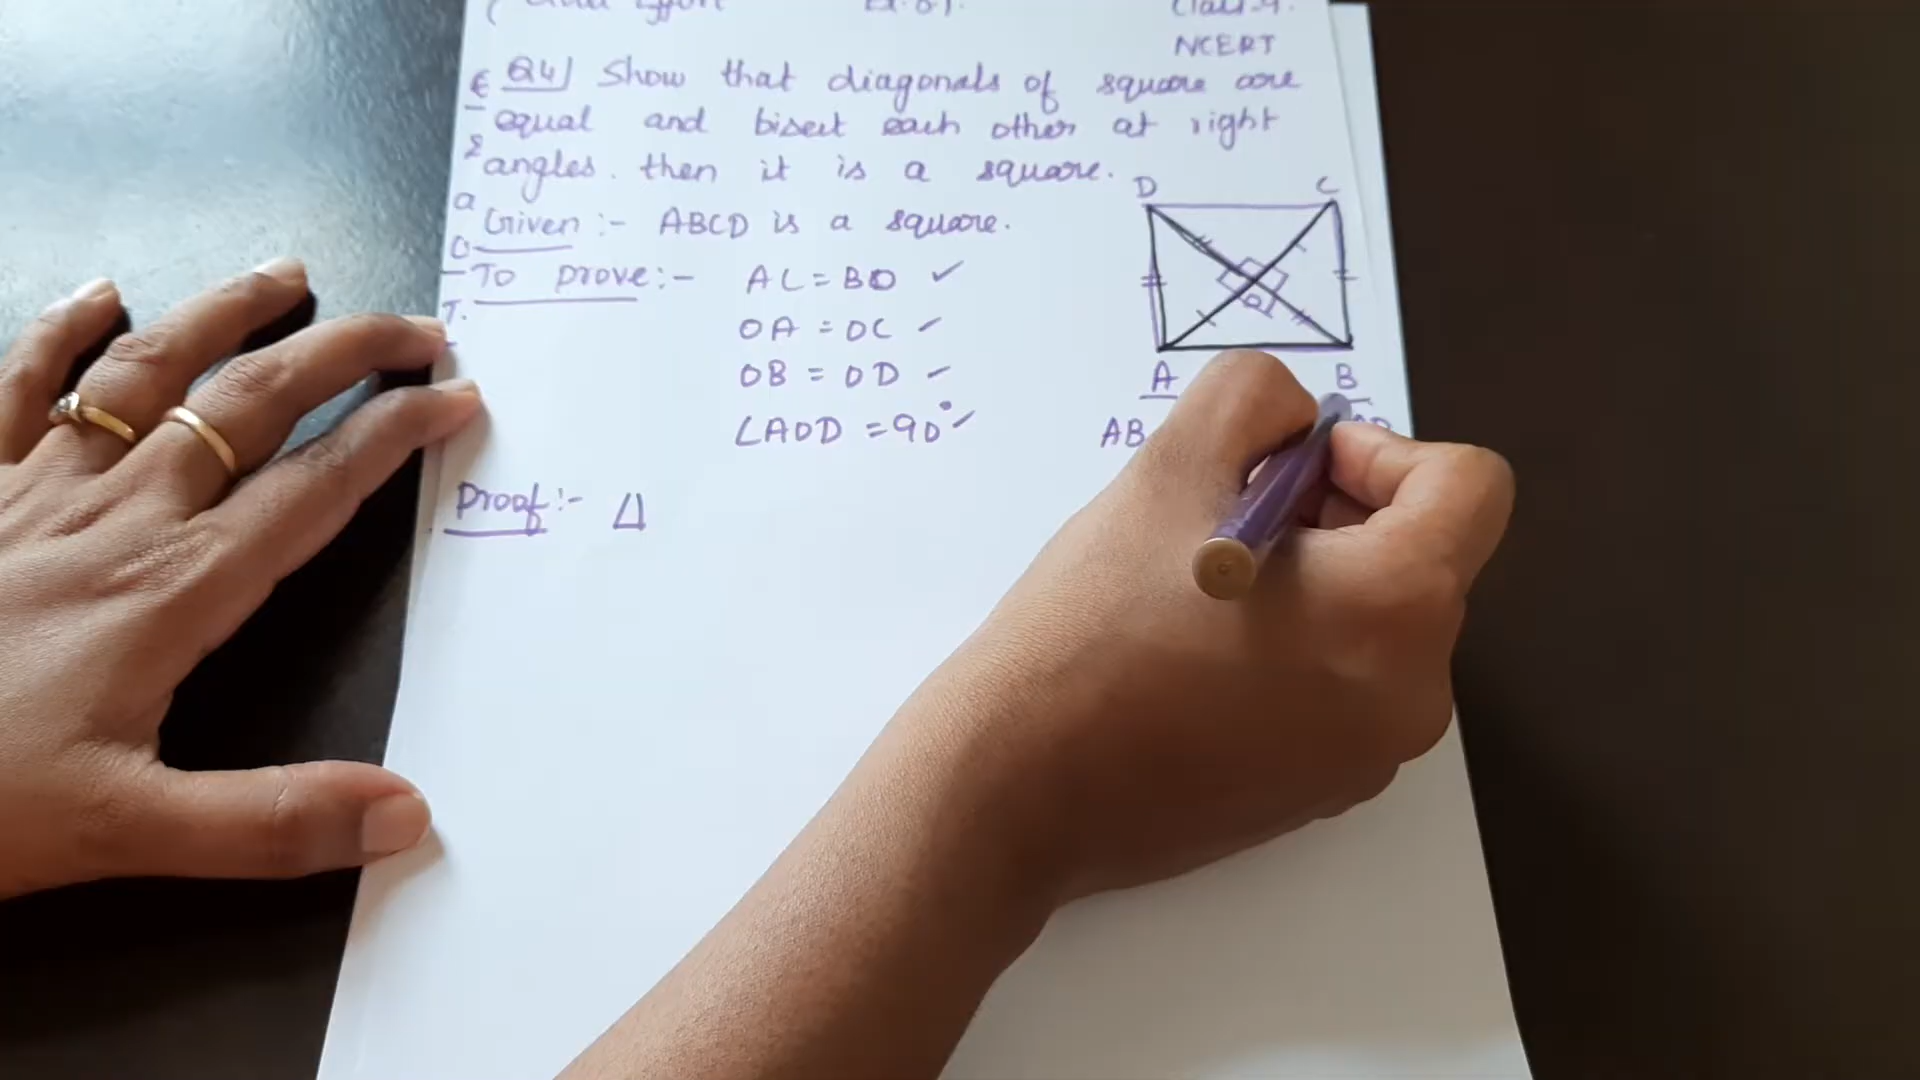 NCERT
Q4) Show that diagonals of square are
equal and bisect each other at right
angles. then it is a square.
Given :- ABCD is a square.
To prove :- AC = BD ✓
OA = OC ✓
OB = OD ✓
∠AOD = 90° ✓
D C
O
A B
AB
Proof :- Δ